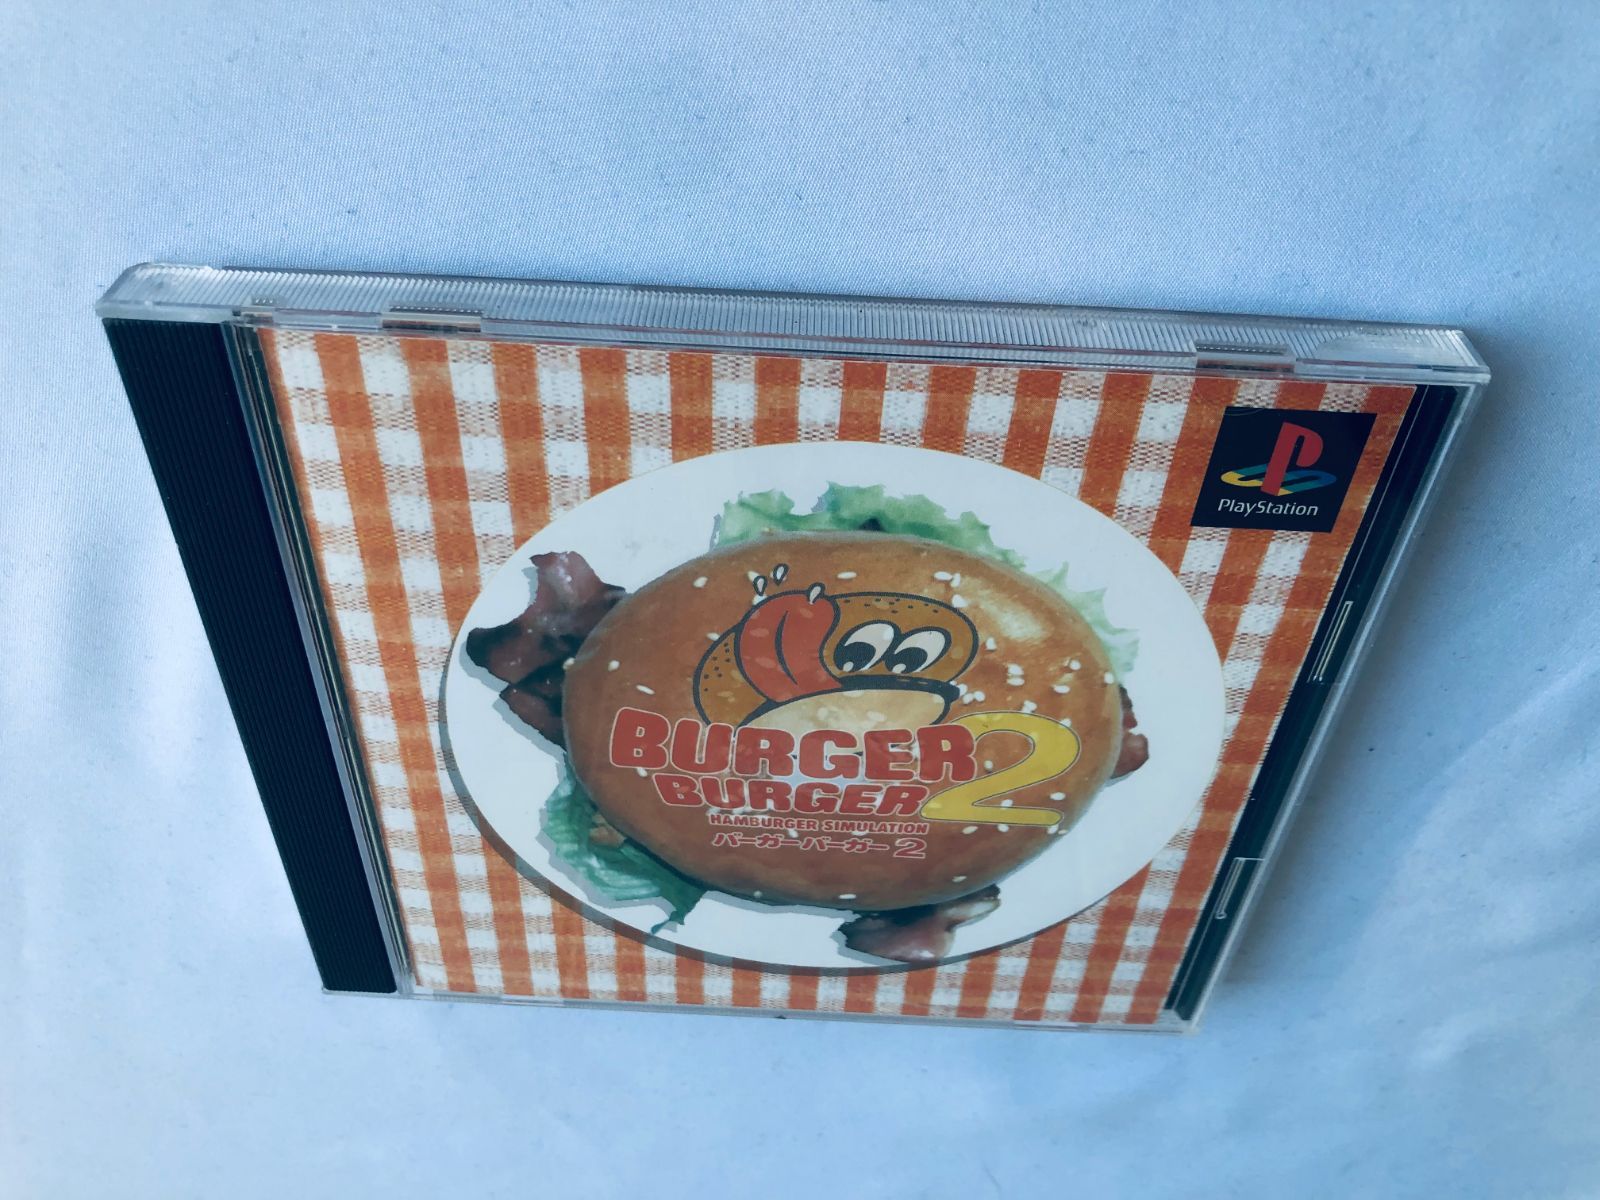 PlayStation
BURGER
BURGER 2
HAMBURGER SIMULATION
バーガーバーガー2